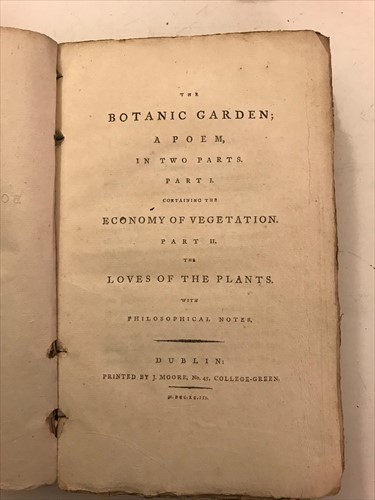 THE
BOTANIC GARDEN;
A POEM,
IN TWO PARTS.
PART I.
CONTAINING THE
ECONOMY OF VEGETATION.
PART II.
THE
LOVES OF THE PLANTS.
WITH
PHILOSOPHICAL NOTES.
DUBLIN:
PRINTED BY J. MOORE, No. 45, COLLEGE-GREEN.